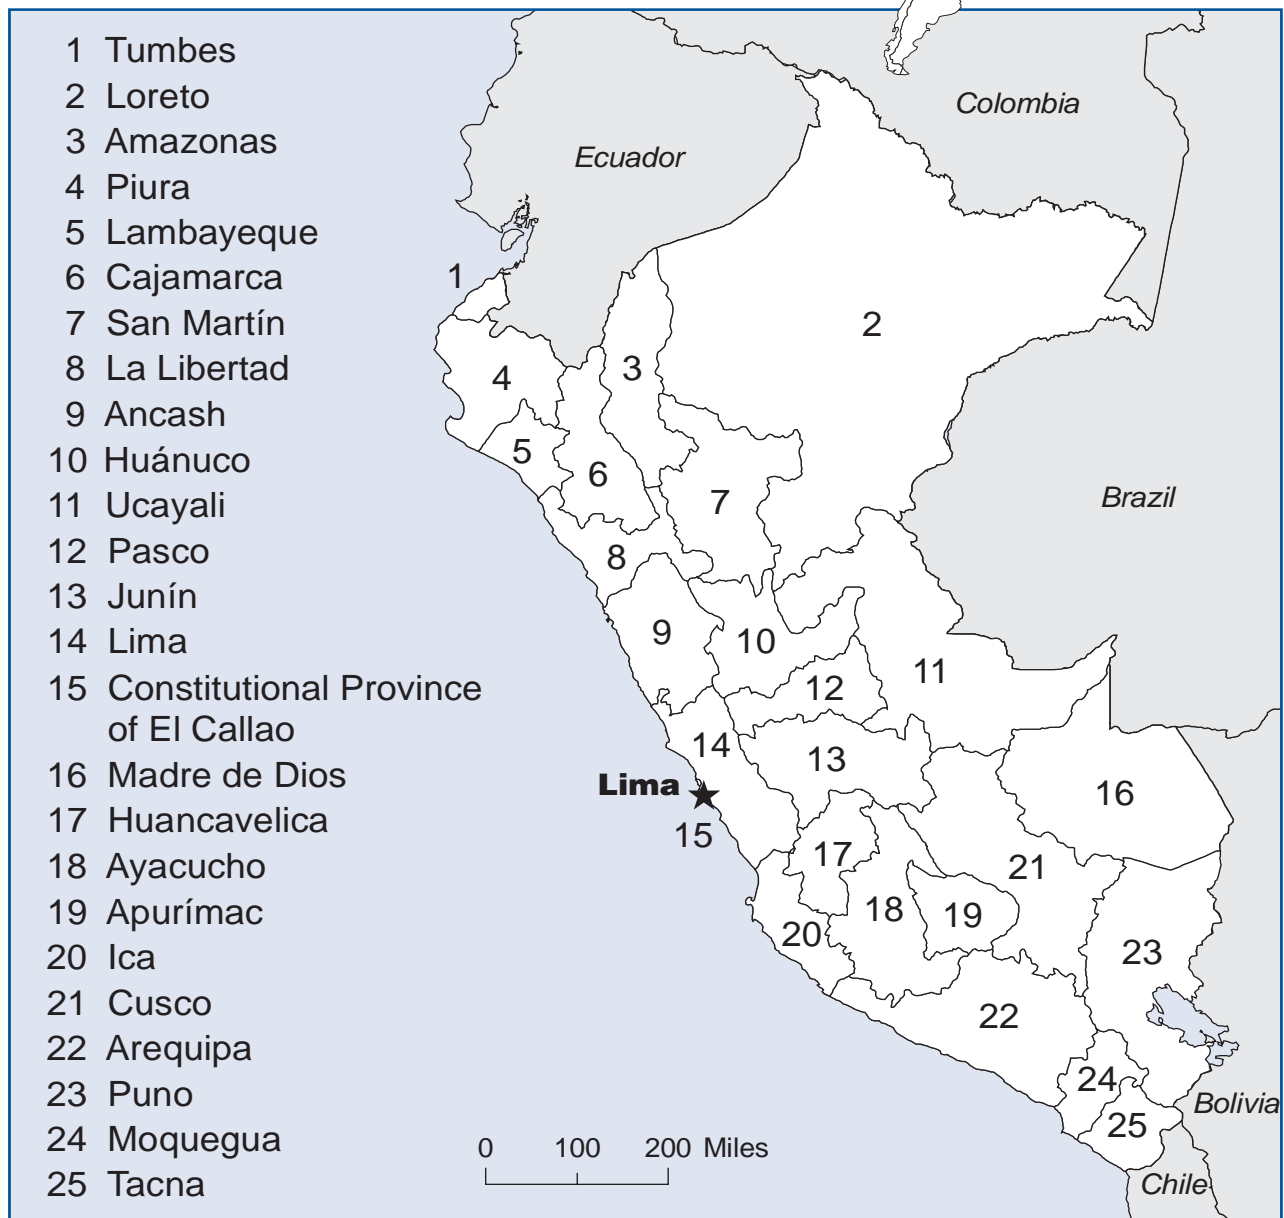 1 Tumbes
2 Loreto
3 Amazonas
4 Piura
5 Lambayeque
6 Cajamarca
7 San Martín
8 La Libertad
9 Ancash
10 Huánuco
11 Ucayali
12 Pasco
13 Junín
14 Lima
15 Constitutional Province
of El Callao
16 Madre de Dios
17 Huancavelica
18 Ayacucho
19 Apurímac
20 Ica
21 Cusco
22 Arequipa
23 Puno
24 Moquegua
25 Tacna
Colombia
Ecuador
1
2
3
4
5
6
7
Brazil
8
9
10
11
12
14
13
Lima
16
15
17
21
18
19
20
23
22
24
25
Bolivia
Chile
0 100 200 Miles